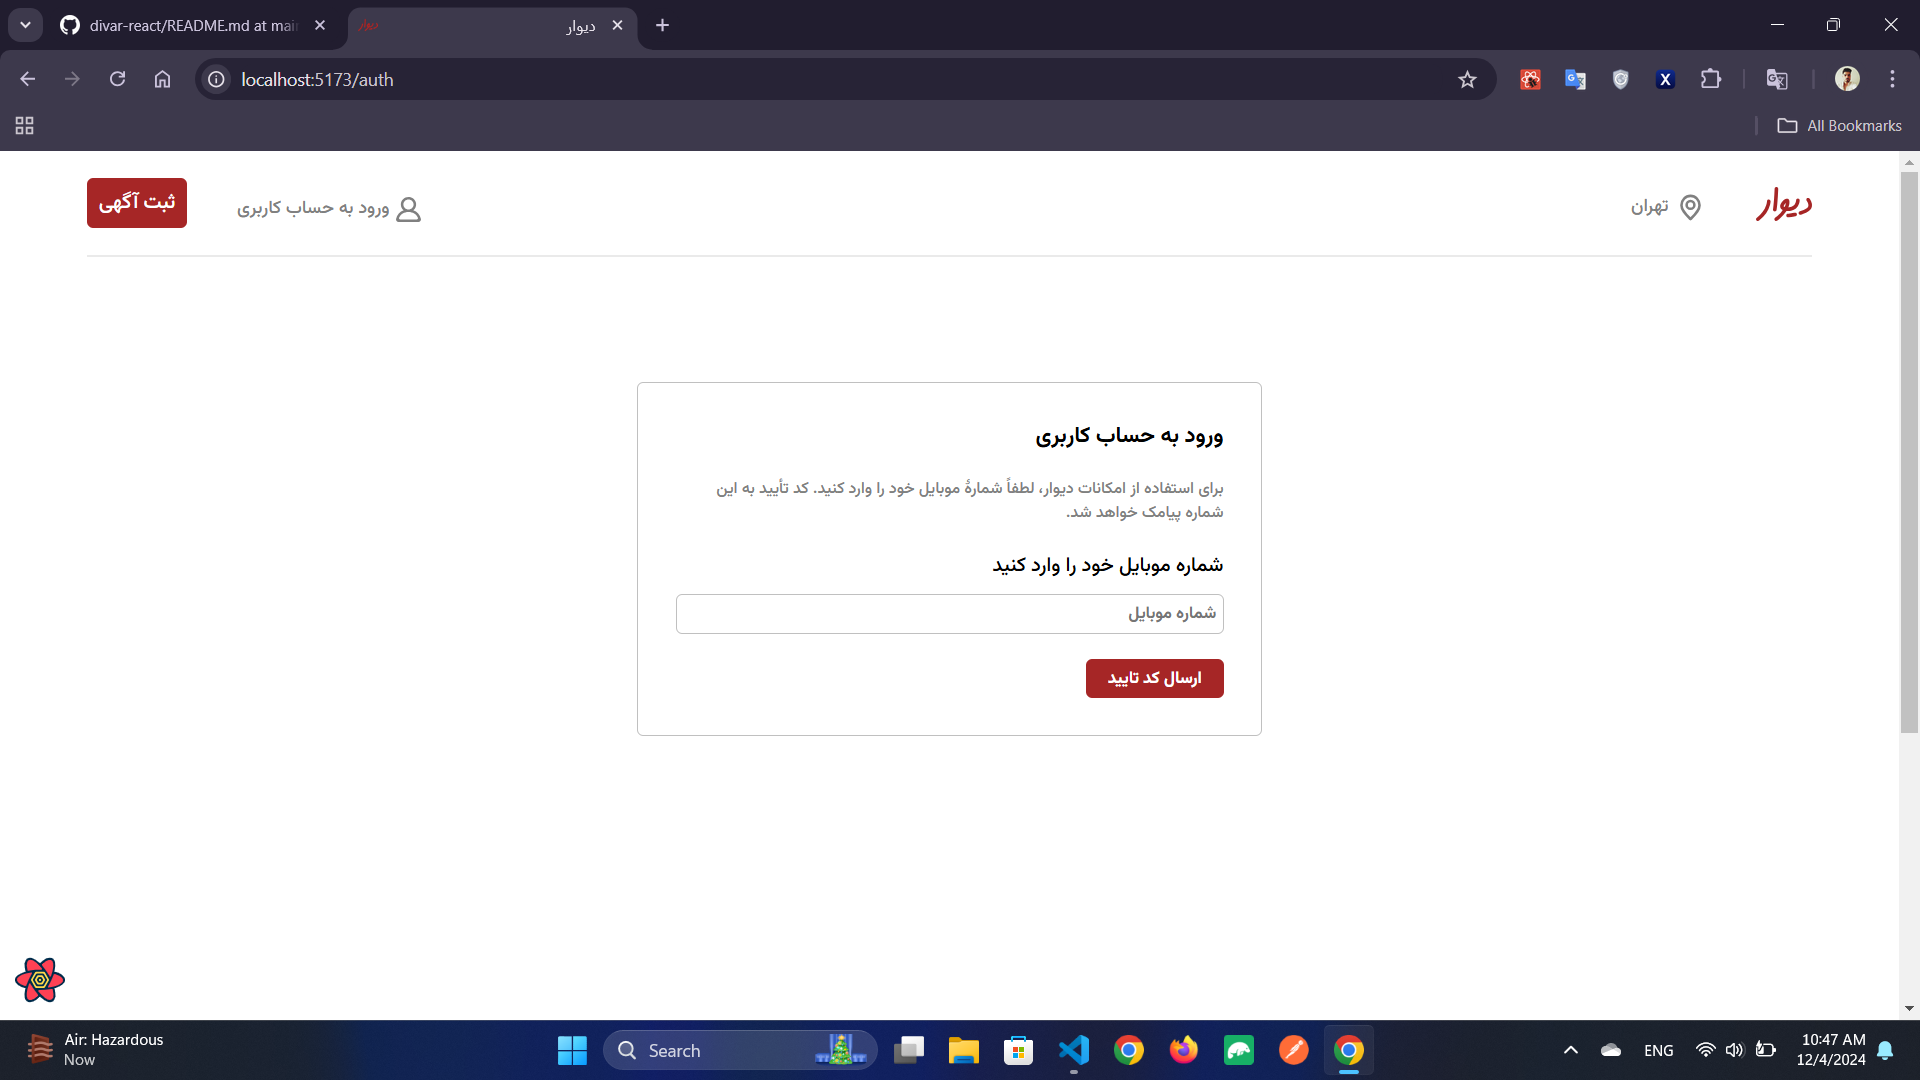 divar-react/README.md at mai
دیوار
localhost:5173/auth
All Bookmarks
دیوار
تهران
ورود به حساب کاربری
ثبت آگهی
ورود به حساب کاربری
برای استفاده از امکانات دیوار، لطفاً شمارهٔ موبایل خود را وارد کنید. کد تأیید به این
شماره پیامک خواهد شد.
شماره موبایل خود را وارد کنید
شماره موبایل
ارسال کد تایید
Air: Hazardous
Now
Search
ENG
10:47 AM
12/4/2024